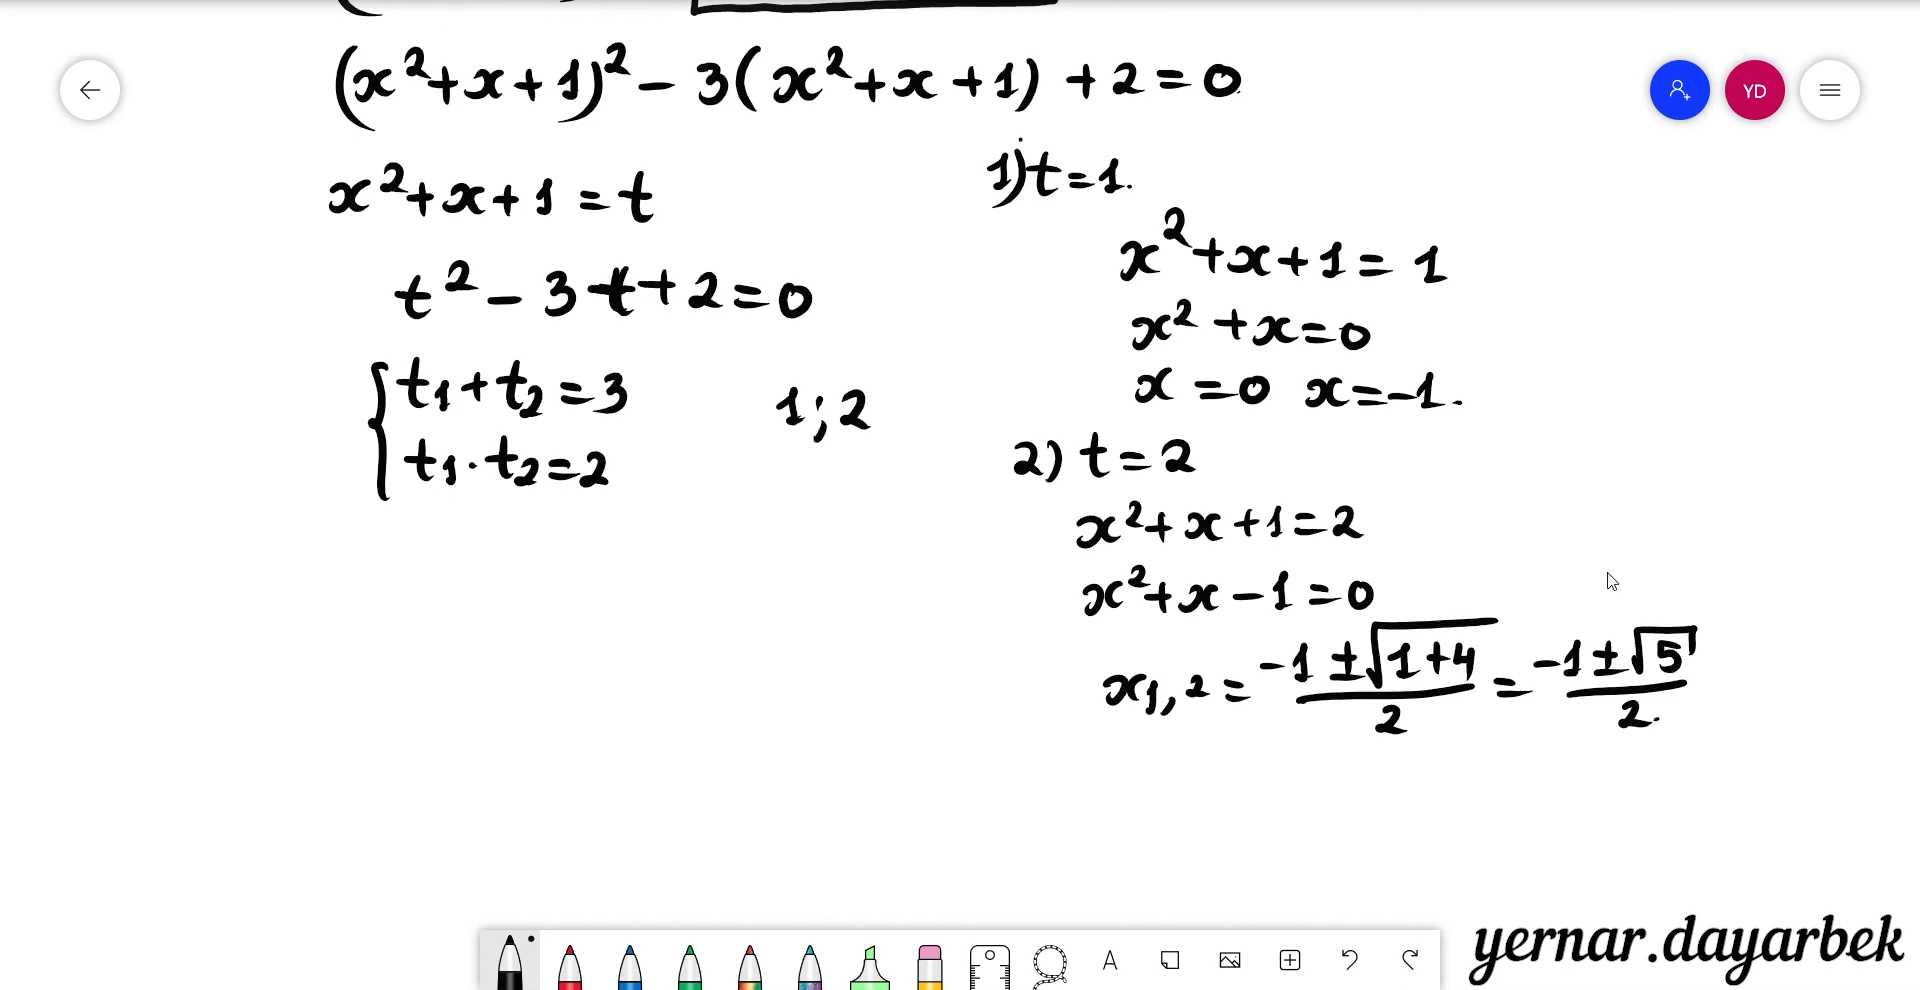 (x²+x+1)² - 3(x²+x+1) + 2 = 0
YD
x²+x+1 = t
t² - 3t + 2 = 0
{t₁+t₂=3
t₁·t₂=2
1; 2
1) t = 1.
x²+x+1 = 1
x²+x=0
x=0 x=-1.
2) t = 2
x²+x+1=2
x²+x-1=0
x₁,₂ = (-1±√(1+4))/2 = (-1±√5)/2.
A
yernar.dayarbek